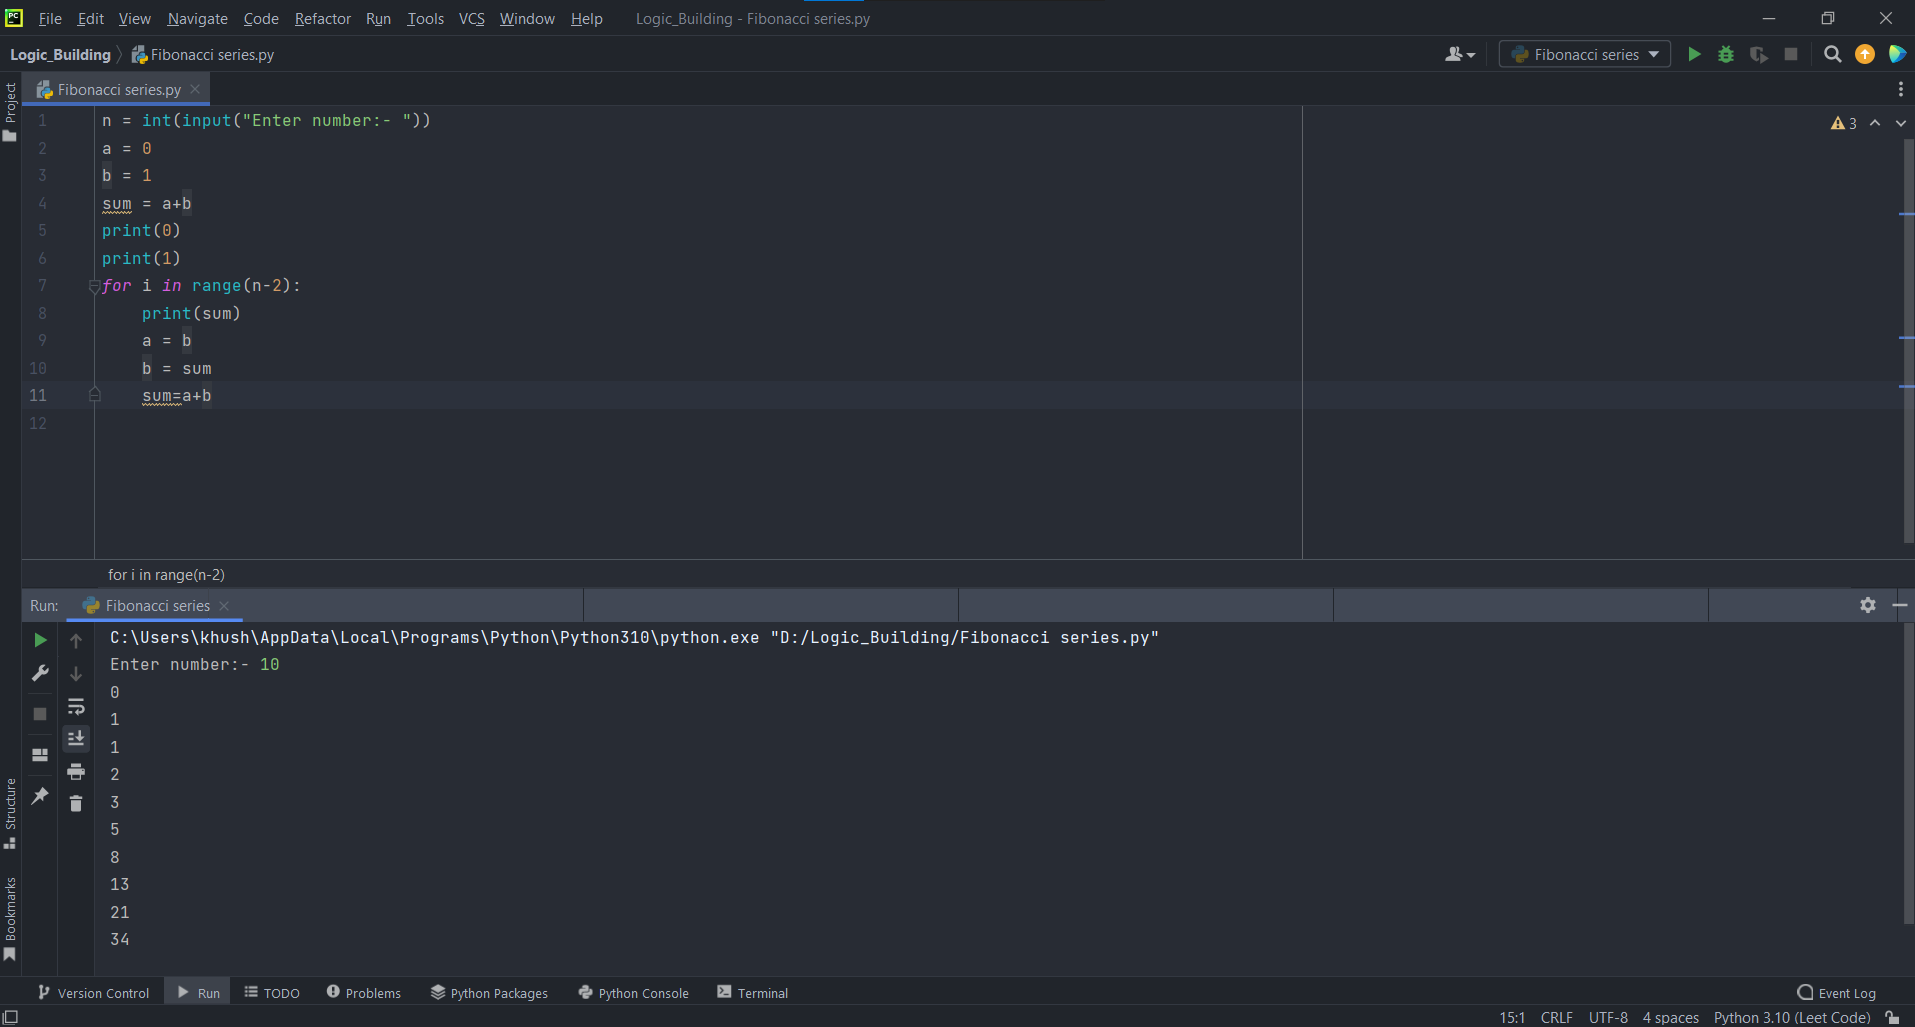 PC File Edit View Navigate Code Refactor Run Tools VCS Window Help Logic_Building - Fibonacci series.py
Logic_Building Fibonacci series.py Fibonacci series
Project
Fibonacci series.py
1 n = int(input("Enter number:- "))
3
2 a = 0
3 b = 1
4 sum = a+b
5 print(0)
6 print(1)
7 for i in range(n-2):
8 print(sum)
9 a = b
10 b = sum
11 sum=a+b
12
for i in range(n-2)
Run: Fibonacci series
C:\Users\khush\AppData\Local\Programs\Python\Python310\python.exe "D:/Logic_Building/Fibonacci series.py"
Enter number:- 10
0
1
1
2
3
5
8
13
21
34
Structure
Bookmarks
Version Control Run TODO Problems Python Packages Python Console Terminal Event Log
15:1 CRLF UTF-8 4 spaces Python 3.10 (Leet Code)